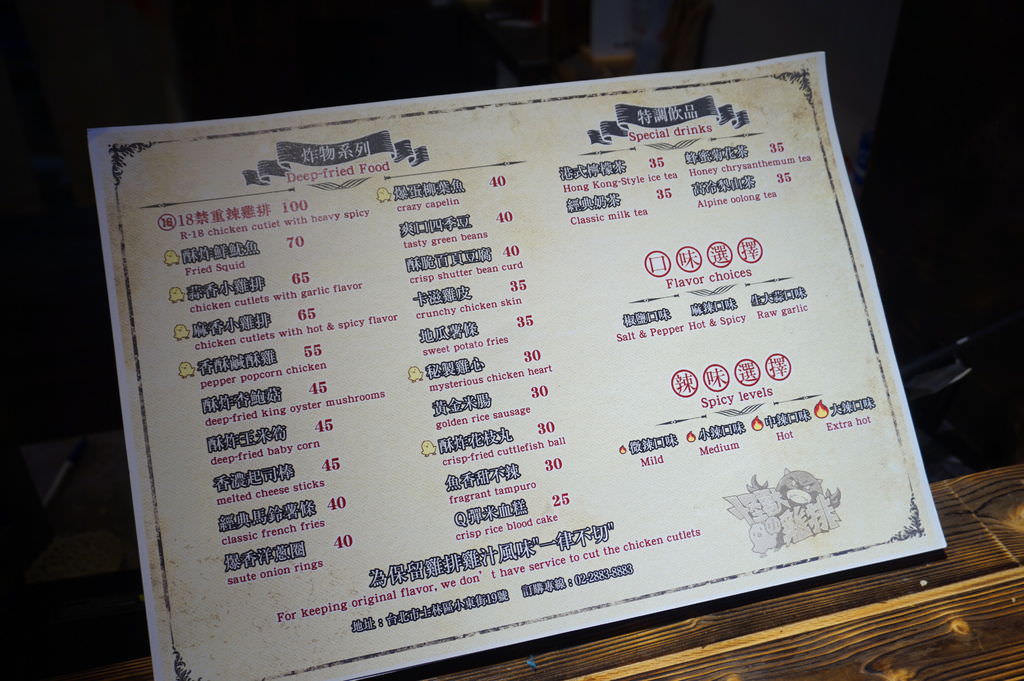 炸物系列
Deep-fried Food
🔞18禁重辣雞排 100
R-18 chicken cutlet with heavy spicy
酥炸鮮魷魚 70
Fried Squid
蒜香小雞排 65
chicken cutlets with garlic flavor
麻香小雞排 65
chicken cutlets with hot & spicy flavor
香酥鹹酥雞 55
pepper popcorn chicken
酥炸杏鮑菇 45
deep-fried king oyster mushrooms
酥炸玉米筍 45
deep-fried baby corn
香濃起司棒 45
melted cheese sticks
經典馬鈴薯條 40
classic french fries
爆香洋蔥圈 40
saute onion rings
爆蛋柳葉魚 40
crazy capelin
爽口四季豆 40
tasty green beans
酥脆百頁豆腐 40
crisp shutter bean curd
卡滋雞皮 35
crunchy chicken skin
地瓜薯條 35
sweet potato fries
秘製雞心 30
mysterious chicken heart
黃金米腸 30
golden rice sausage
酥炸花枝丸 30
crisp-fried cuttlefish ball
魚香甜不辣 30
fragrant tampuro
Q彈米血糕 25
crisp rice blood cake
特調飲品
Special drinks
港式檸檬茶 35
Hong Kong-Style ice tea
經典奶茶 35
Classic milk tea
蜂蜜菊花茶 35
Honey chrysanthemum tea
高冷梨山茶 35
Alpine oolong tea
口味選擇
Flavor choices
椒鹽口味 麻辣口味 生大蒜口味
Salt & Pepper Hot & Spicy Raw garlic
辣味選擇
Spicy levels
微辣口味 小辣口味 中辣口味 大辣口味
Mild Medium Hot Extra hot
為保留雞排雞汁風味"一律不切"
For keeping original flavor, we don't have service to cut the chicken cutlets
地址：台北市士林區小東街19號 訂購專線：02-2883-8883